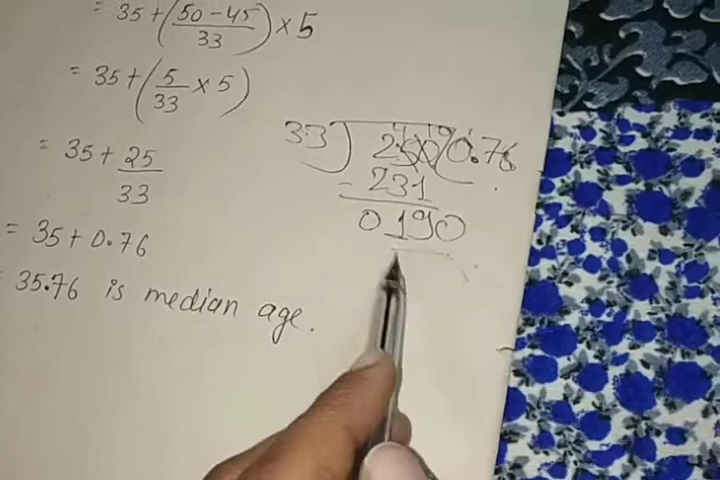 = 35 + (50 - 45 / 33) × 5
= 35 + (5 / 33 × 5)
= 35 + 25 / 33
= 35 + 0.76
= 35.76 is median age.
33 ) 250 ( 0.76
- 231
0190